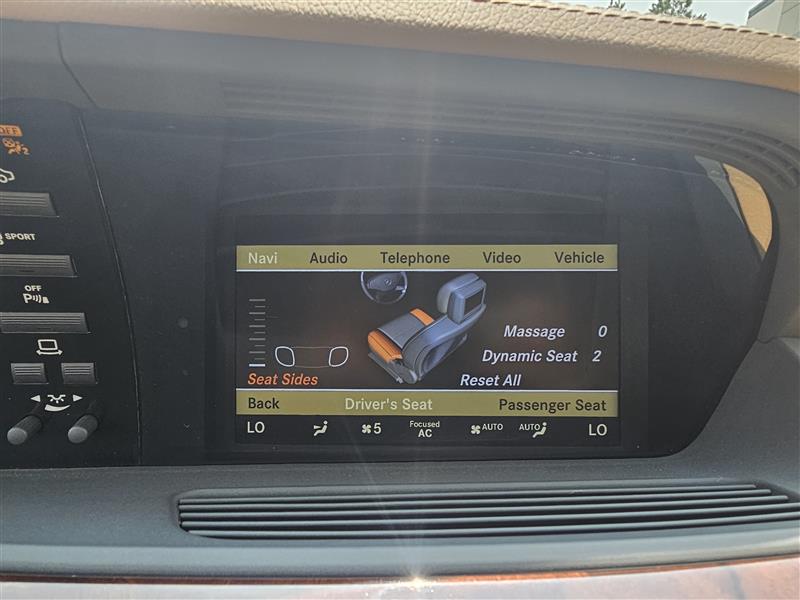 OFF
2
SPORT
OFF
P
Navi Audio Telephone Video Vehicle
Massage 0
Dynamic Seat 2
Seat Sides Reset All
Back Driver's Seat Passenger Seat
LO 5 Focused AC AUTO AUTO LO